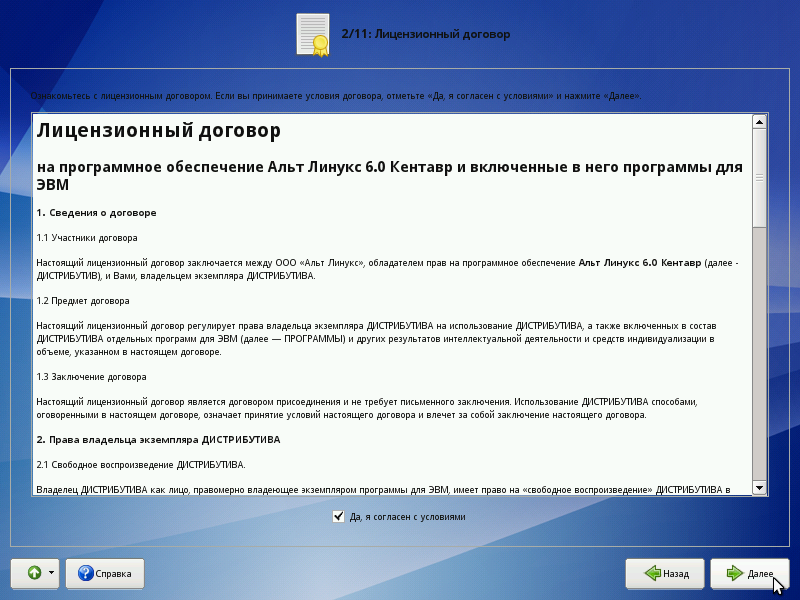 2/11: Лицензионный договор
Ознакомьтесь с лицензионным договором. Если вы принимаете условия договора, отметьте «Да, я согласен с условиями» и нажмите «Далее».
Лицензионный договор
на программное обеспечение Альт Линукс 6.0 Кентавр и включенные в него программы для
ЭВМ
1. Сведения о договоре
1.1 Участники договора
Настоящий лицензионный договор заключается между ООО «Альт Линукс», обладателем прав на программное обеспечение Альт Линукс 6.0 Кентавр (далее -
ДИСТРИБУТИВ), и Вами, владельцем экземпляра ДИСТРИБУТИВА.
1.2 Предмет договора
Настоящий лицензионный договор регулирует права владельца экземпляра ДИСТРИБУТИВА на использование ДИСТРИБУТИВА, а также включенных в состав
ДИСТРИБУТИВА отдельных программ для ЭВМ (далее — ПРОГРАММЫ) и других результатов интеллектуальной деятельности и средств индивидуализации в
объеме, указанном в настоящем договоре.
1.3 Заключение договора
Настоящий лицензионный договор является договором присоединения и не требует письменного заключения. Использование ДИСТРИБУТИВА способами,
оговоренными в настоящем договоре, означает принятие условий настоящего договора и влечет за собой заключение настоящего договора.
2. Права владельца экземпляра ДИСТРИБУТИВА
2.1 Свободное воспроизведение ДИСТРИБУТИВА.
Владелец ДИСТРИБУТИВА как лицо, правомерно владеющее экземпляром программы для ЭВМ, имеет право на «свободное воспроизведение» ДИСТРИБУТИВА в
Да, я согласен с условиями
Справка
Назад
Далее